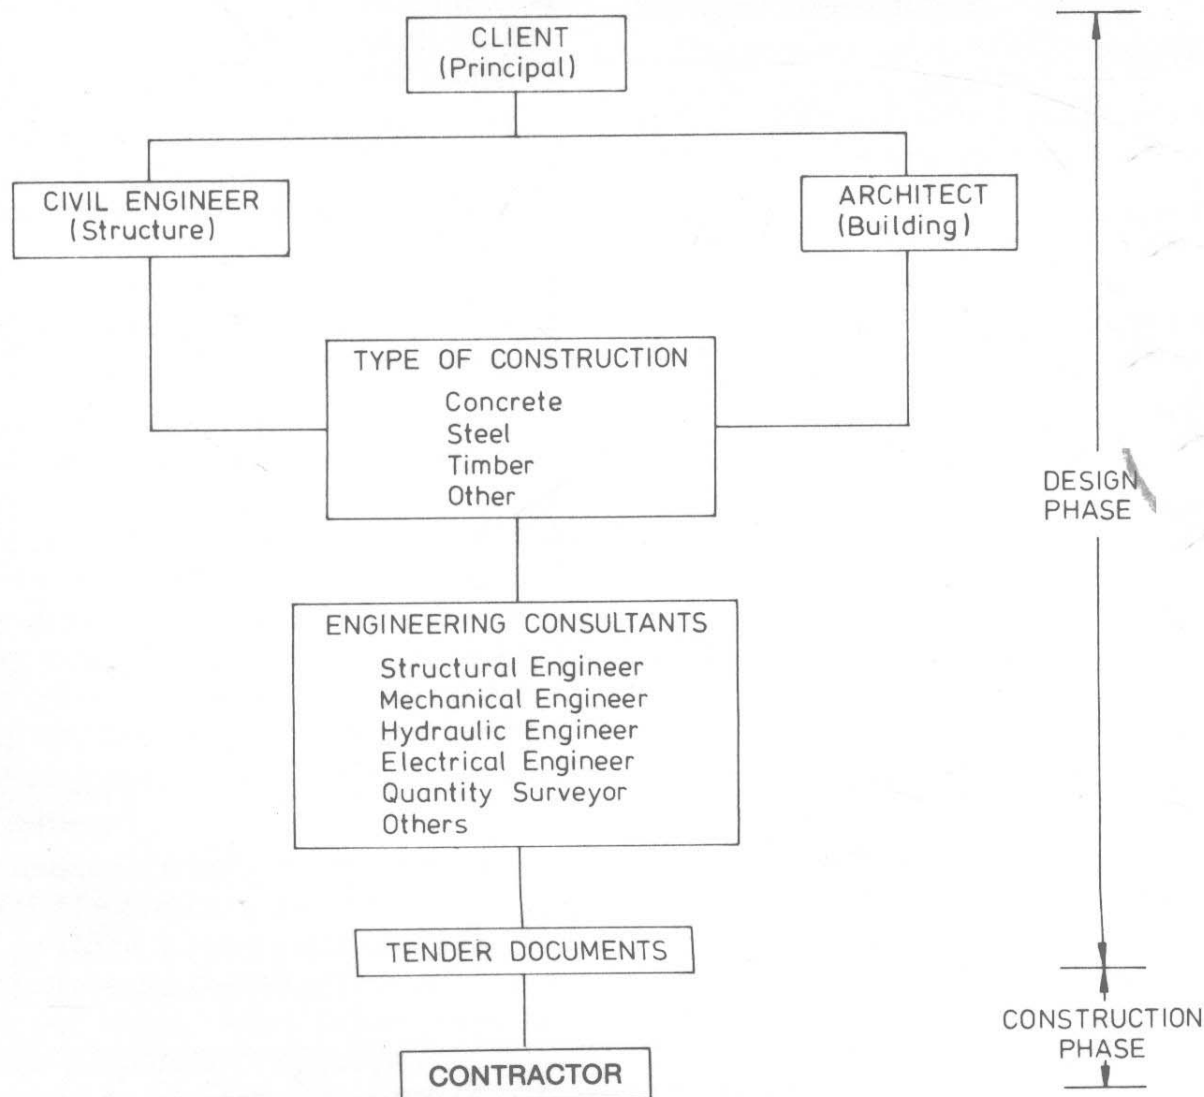 CLIENT
(Principal)
CIVIL ENGINEER
(Structure)
ARCHITECT
(Building)
TYPE OF CONSTRUCTION
Concrete
Steel
Timber
Other
DESIGN
PHASE
ENGINEERING CONSULTANTS
Structural Engineer
Mechanical Engineer
Hydraulic Engineer
Electrical Engineer
Quantity Surveyor
Others
TENDER DOCUMENTS
CONSTRUCTION
PHASE
CONTRACTOR